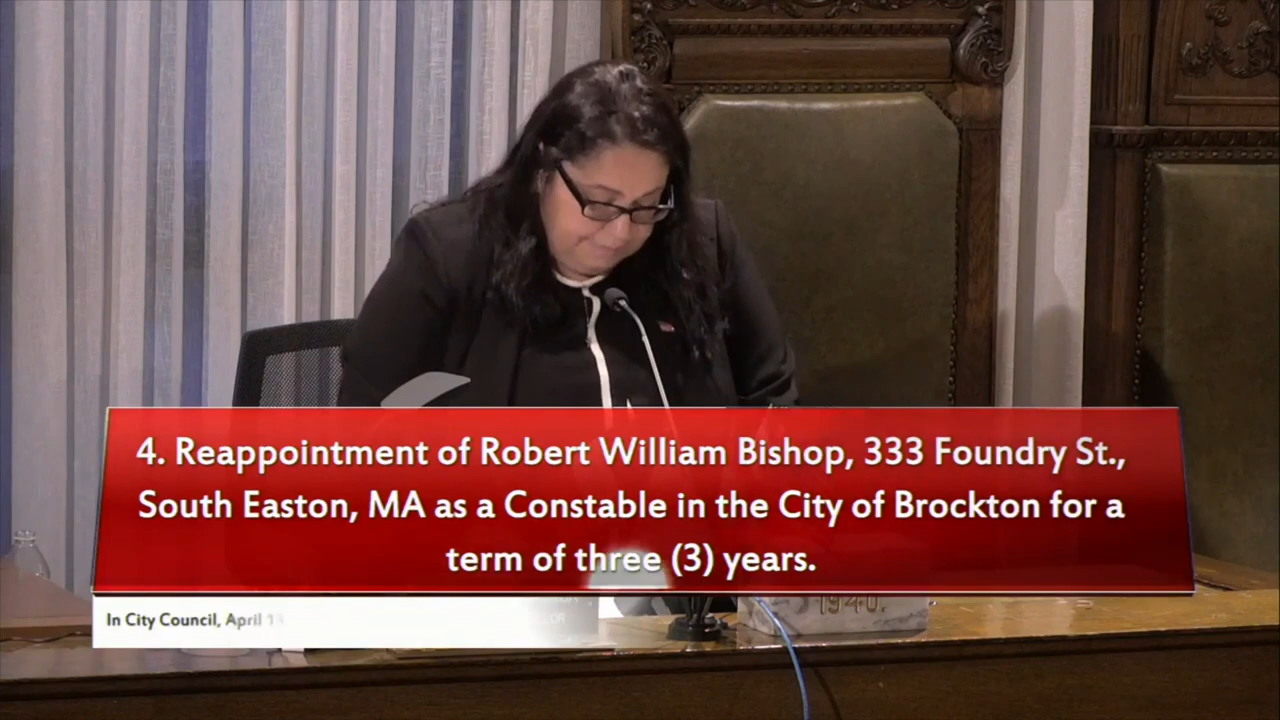 4. Reappointment of Robert William Bishop, 333 Foundry St.,
South Easton, MA as a Constable in the City of Brockton for a
term of three (3) years.
In City Council, April
1940.